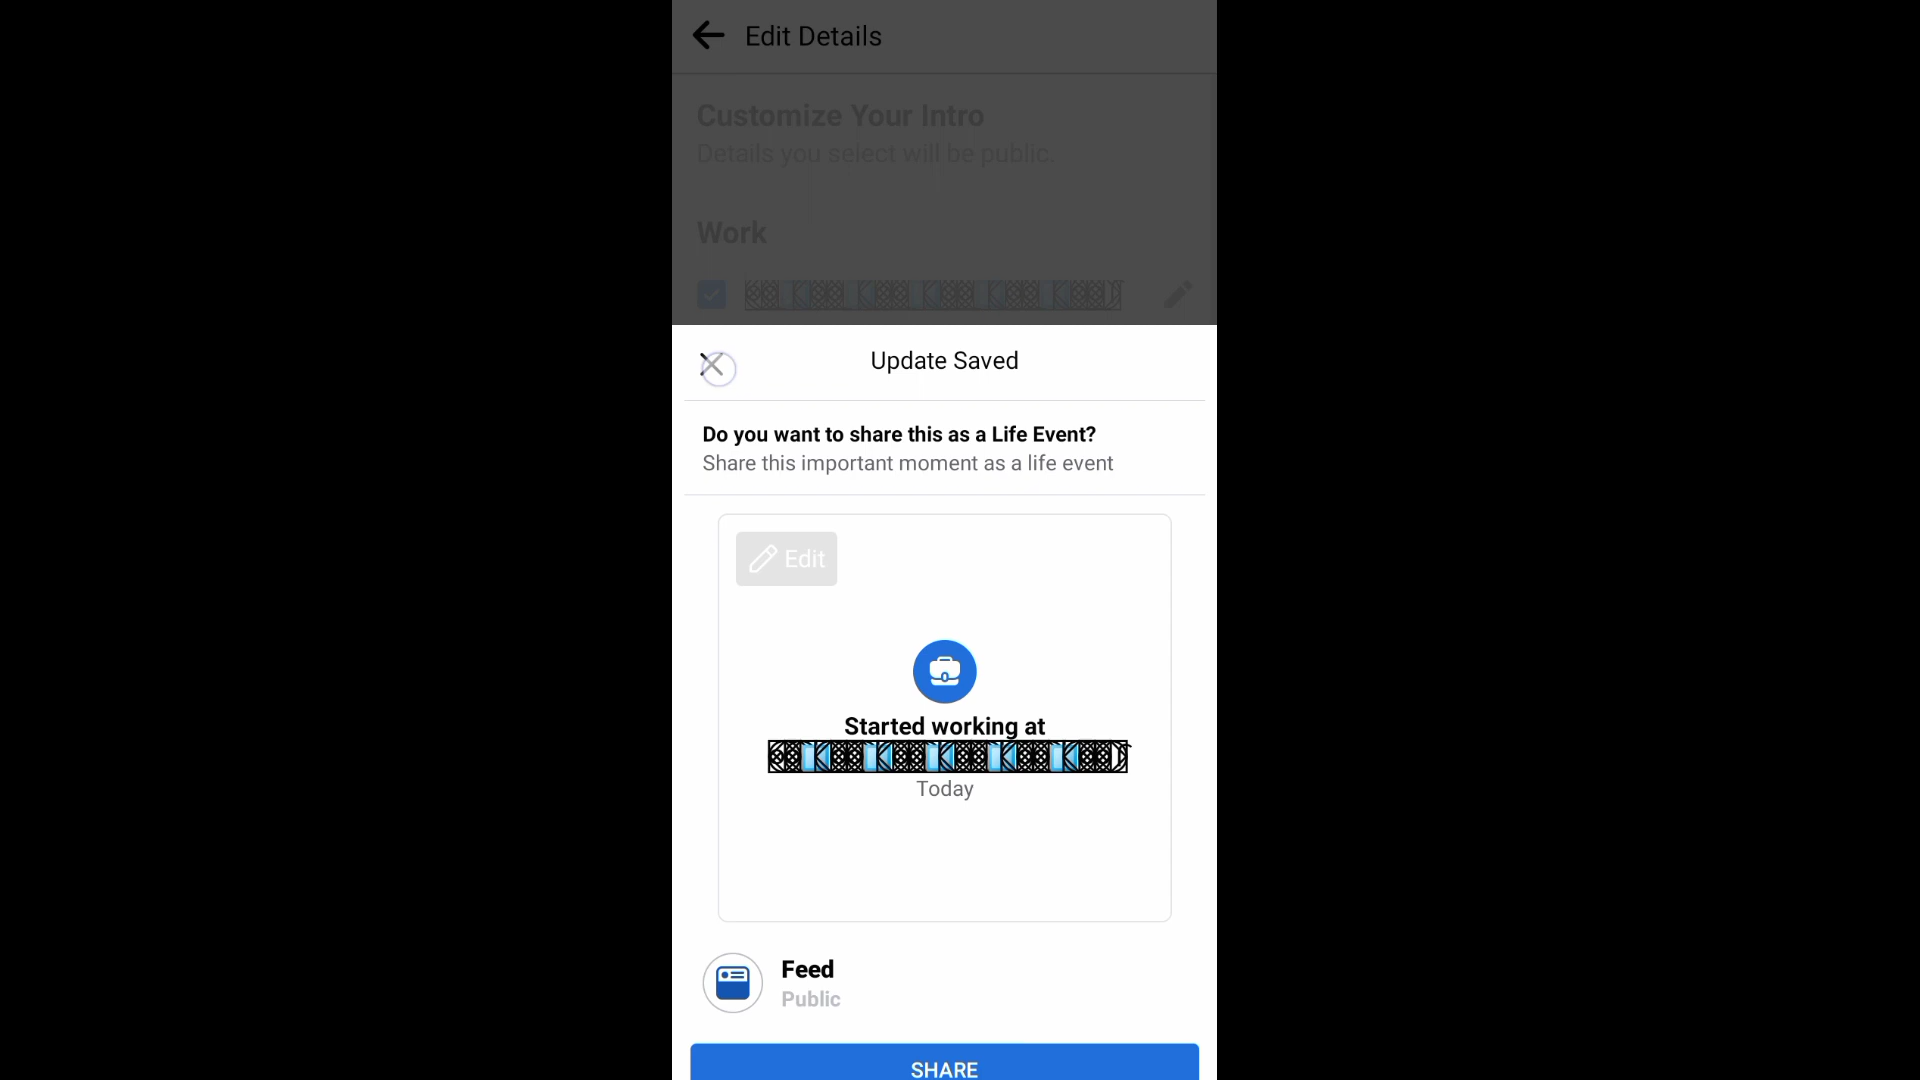 Edit Details
Customize Your Intro
Details you select will be public.
Work
Update Saved
Do you want to share this as a Life Event?
Share this important moment as a life event
Edit
Started working at
Today
Feed
Public
SHARE